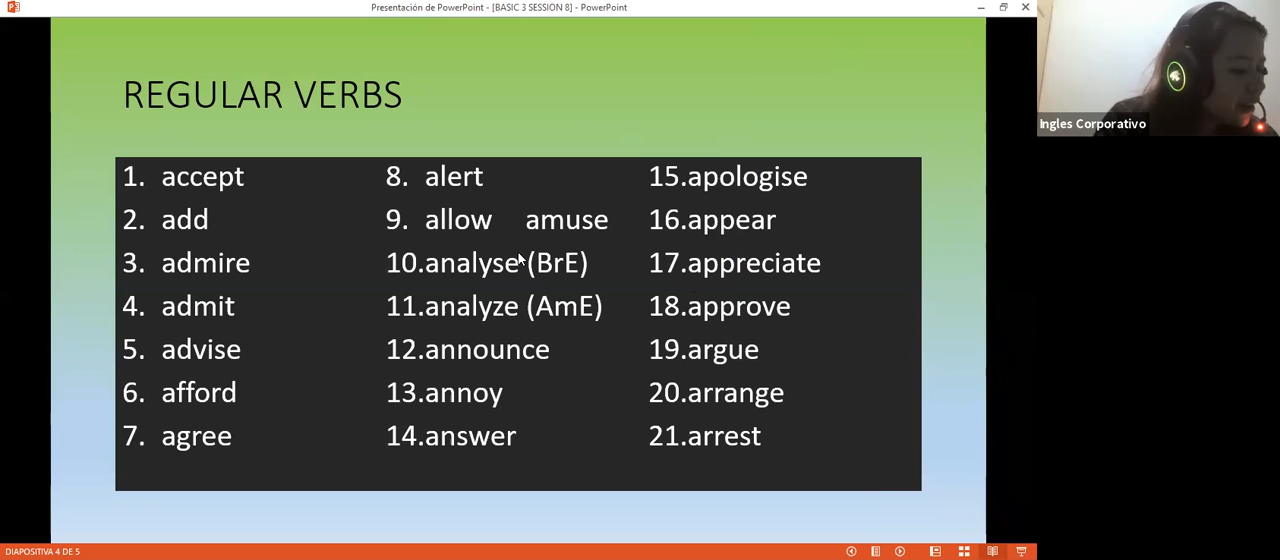 Presentación de PowerPoint - [BASIC 3 SESSION 8] - PowerPoint
Ingles Corporativo
REGULAR VERBS
1. accept
2. add
3. admire
4. admit
5. advise
6. afford
7. agree
8. alert
9. allow amuse
10.analyse (BrE)
11.analyze (AmE)
12.announce
13.annoy
14.answer
15.apologise
16.appear
17.appreciate
18.approve
19.argue
20.arrange
21.arrest
DIAPOSITIVA 4 DE 5